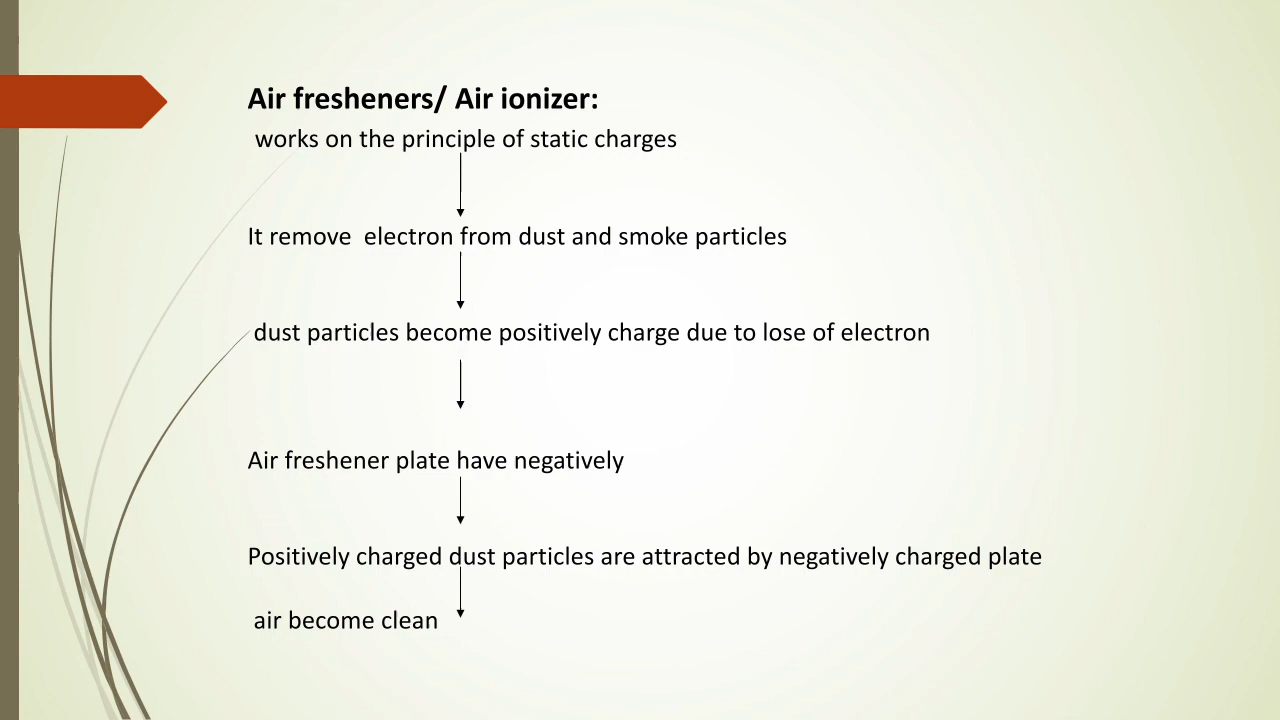 Air fresheners/ Air ionizer:
works on the principle of static charges
It remove  electron from dust and smoke particles
dust particles become positively charge due to lose of electron
Air freshener plate have negatively
Positively charged dust particles are attracted by negatively charged plate
air become clean